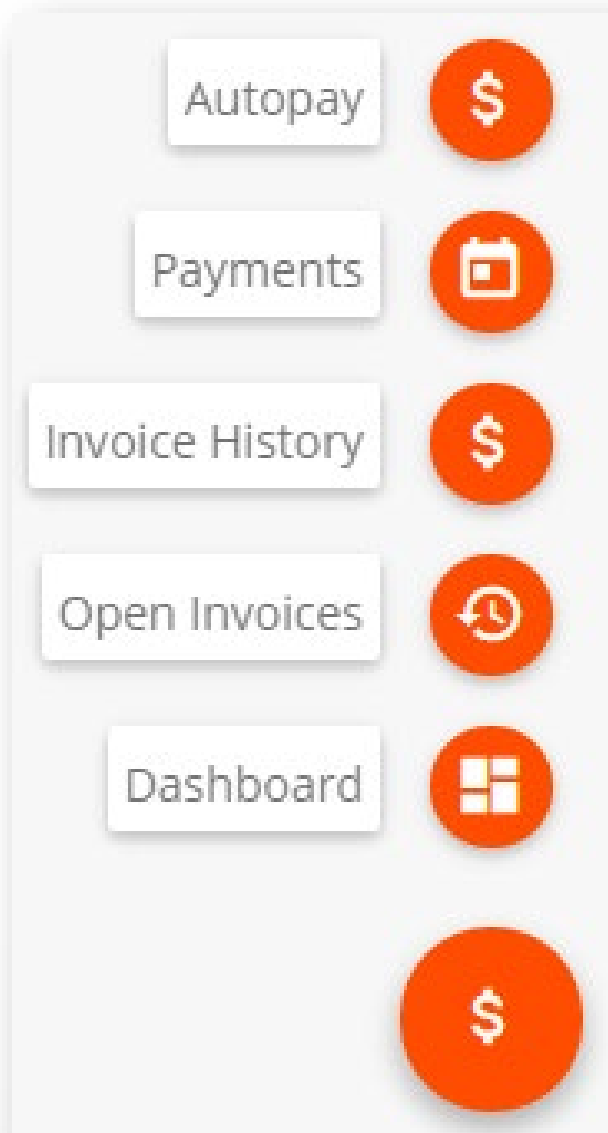 Autopay
$
Payments
Invoice History
$
Open Invoices
Dashboard
$